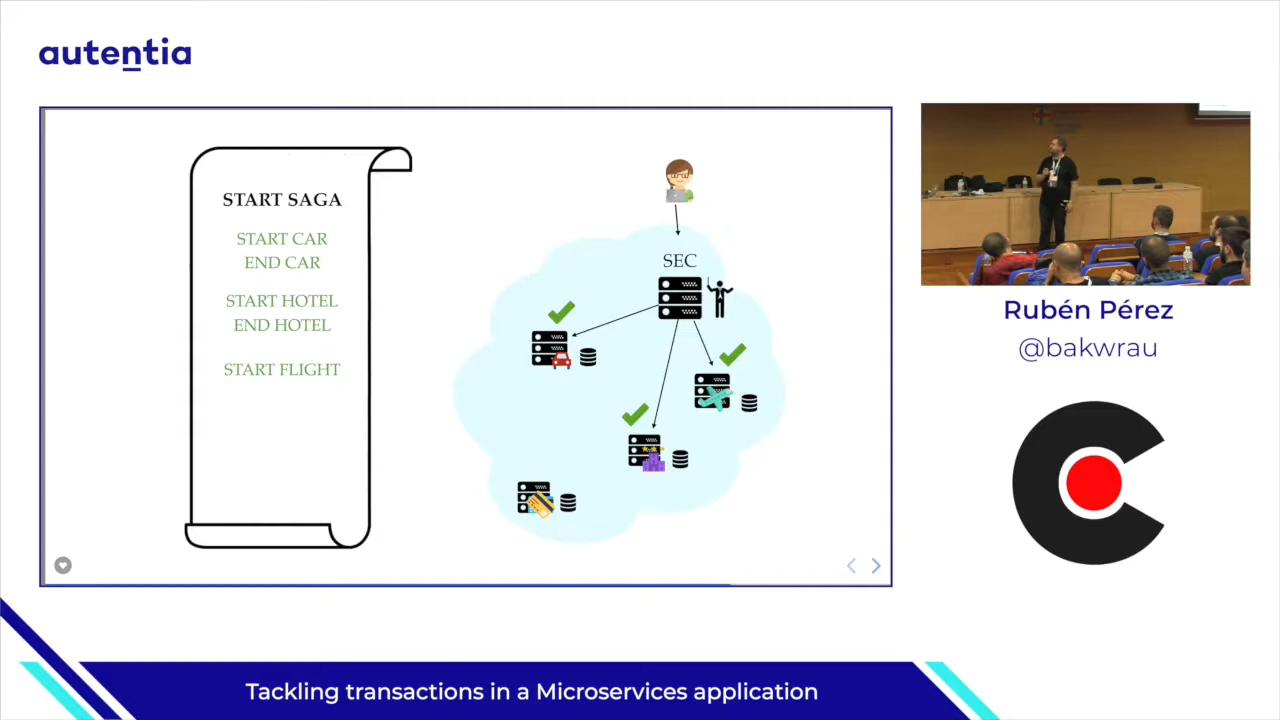 autentia
START SAGA
START CAR
END CAR
START HOTEL
END HOTEL
START FLIGHT
SEC
Rubén Pérez
@bakwrau
Tackling transactions in a Microservices application